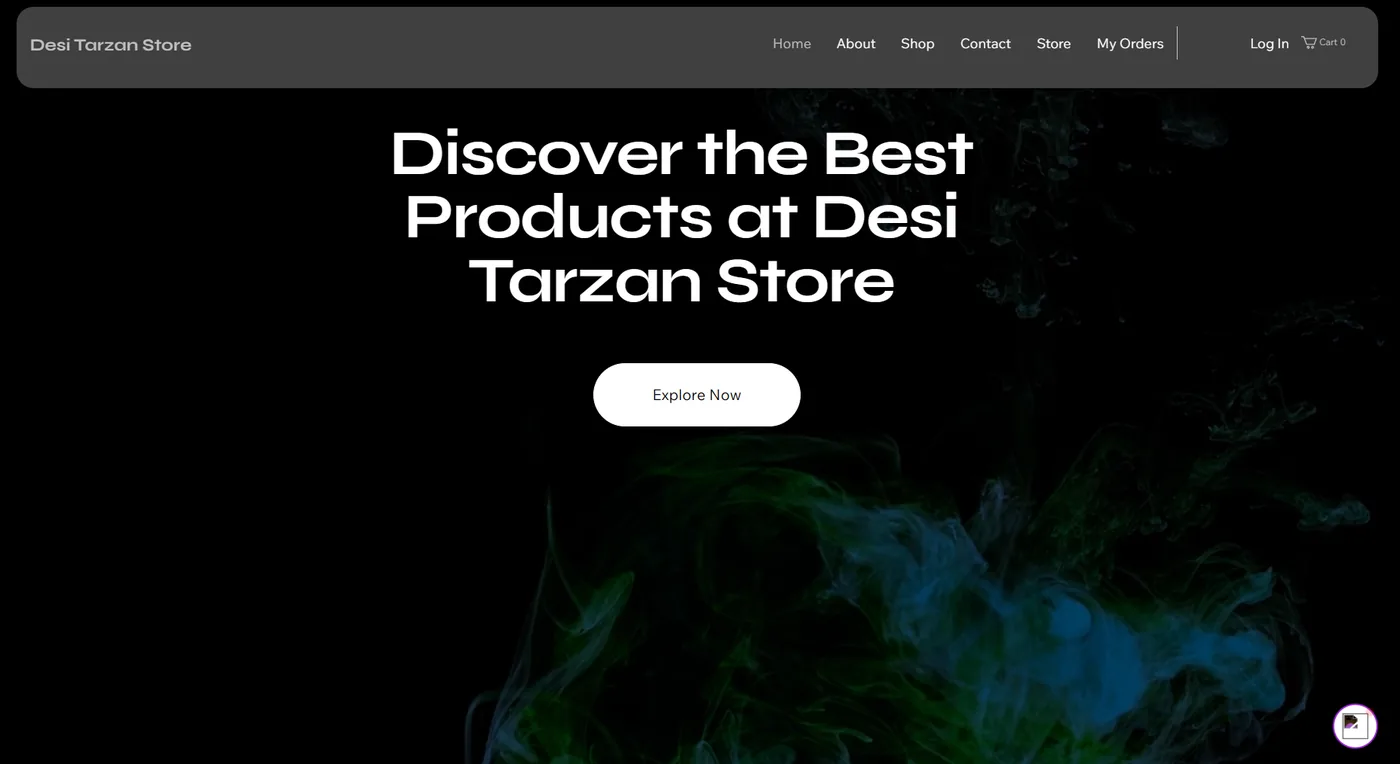 Desi Tarzan Store
Home About Shop Contact Store My Orders Log In Cart 0
Discover the Best
Products at Desi
Tarzan Store
Explore Now